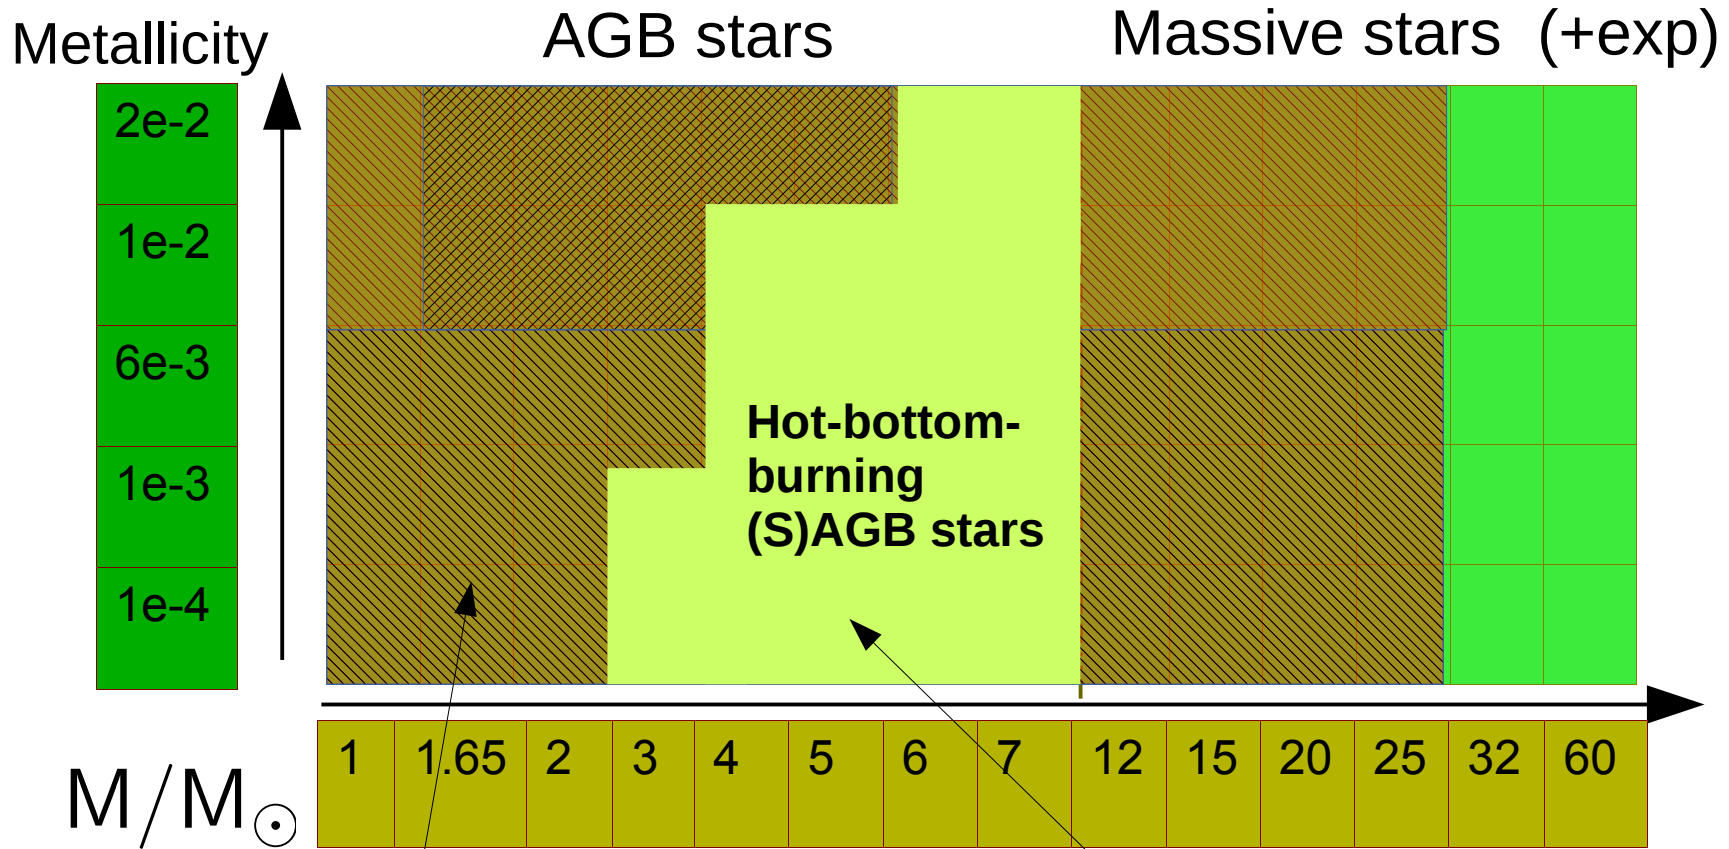 Metallicity
AGB stars
Massive stars (+exp)
2e-2
1e-2
6e-3
1e-3
1e-4
Hot-bottom-
burning
(S)AGB stars
M/M☉
1 1.65 2 3 4 5 6 7 12 15 20 25 32 60